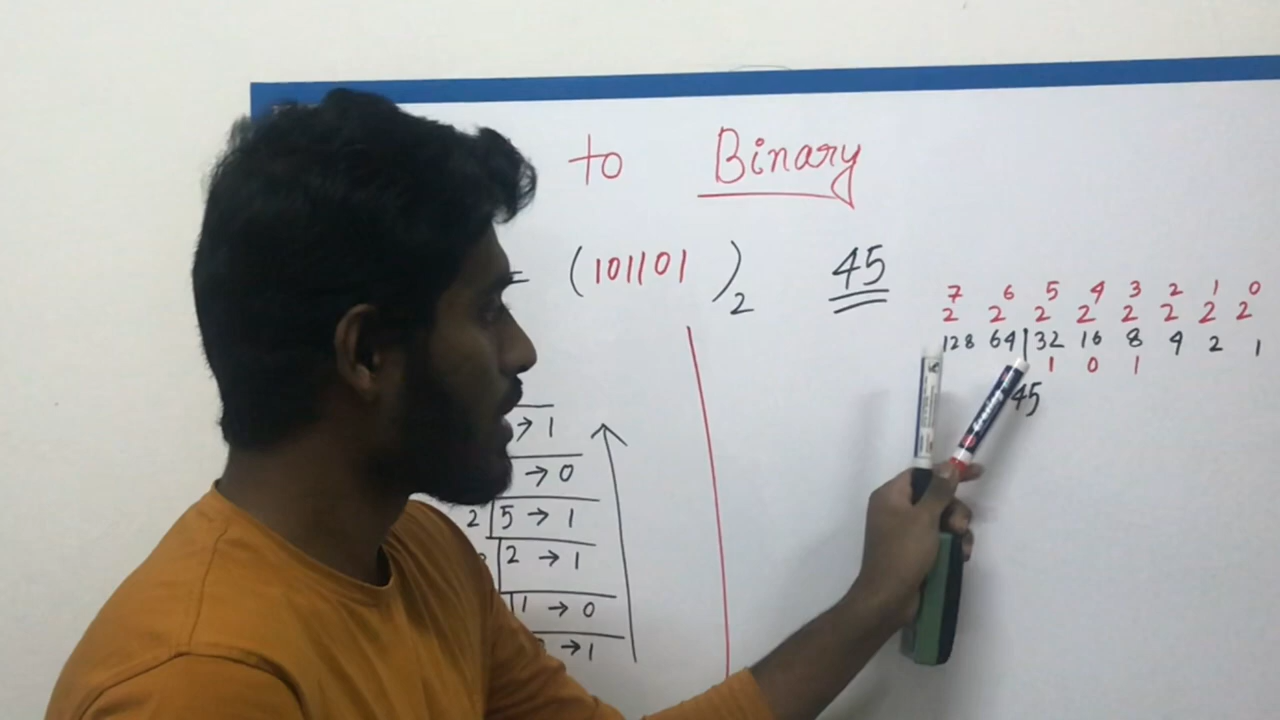 to Binary
= (101101)2 45
7 6 5 4 3 2 1 0
2 2 2 2 2 2 2 2
128 64 | 32 16 8 4 2 1
1 0 1
45
→ 1
→ 0
2 5 → 1
2 → 1
1 → 0
→ 1